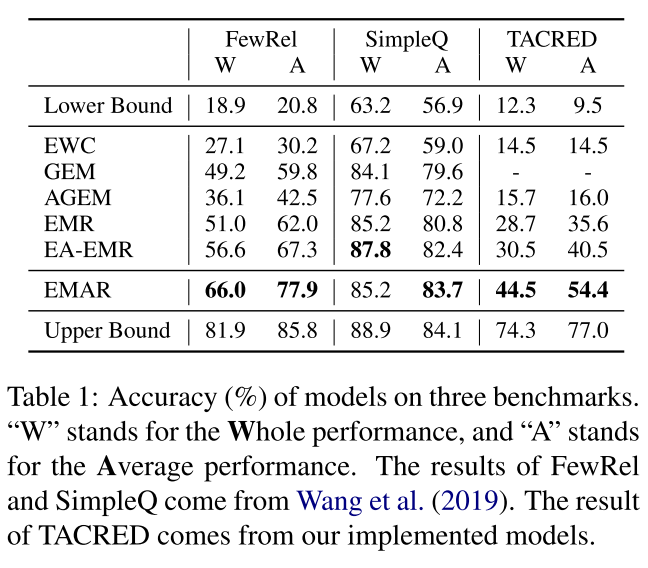 FewRel SimpleQ TACRED
W A W A W A
Lower Bound 18.9 20.8 63.2 56.9 12.3 9.5
EWC 27.1 30.2 67.2 59.0 14.5 14.5
GEM 49.2 59.8 84.1 79.6 - -
AGEM 36.1 42.5 77.6 72.2 15.7 16.0
EMR 51.0 62.0 85.2 80.8 28.7 35.6
EA-EMR 56.6 67.3 87.8 82.4 30.5 40.5
EMAR 66.0 77.9 85.2 83.7 44.5 54.4
Upper Bound 81.9 85.8 88.9 84.1 74.3 77.0
Table 1: Accuracy (%) of models on three benchmarks.
“W” stands for the Whole performance, and “A” stands
for the Average performance. The results of FewRel
and SimpleQ come from Wang et al. (2019). The result
of TACRED comes from our implemented models.